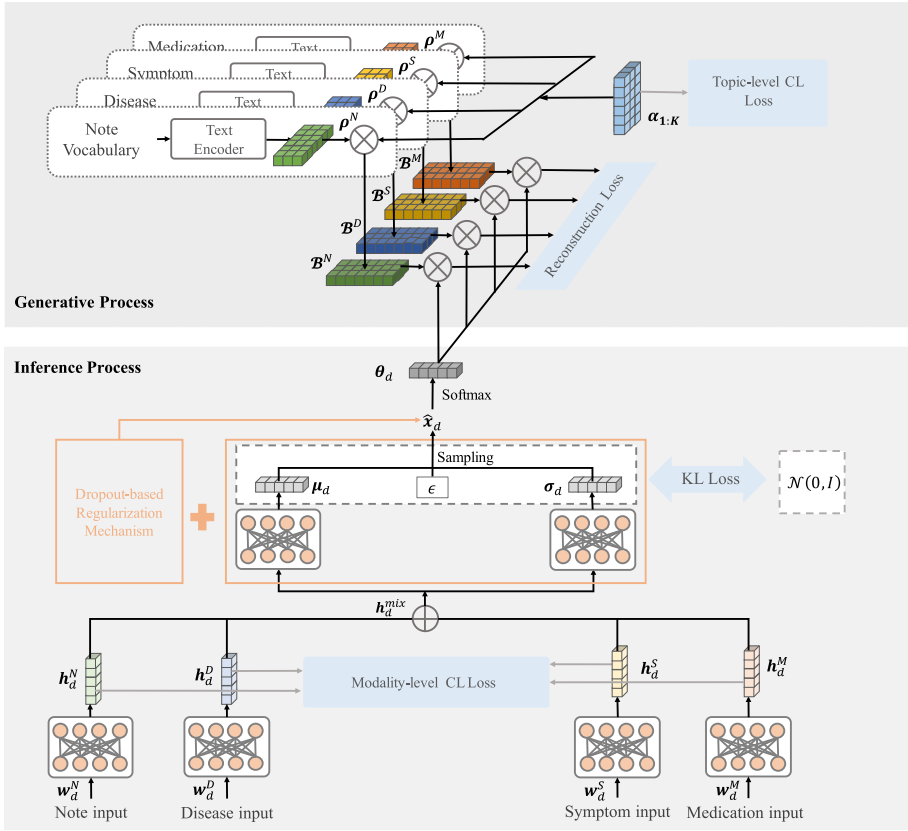 Medication
Text
ρ^M
Symptom
Text
ρ^S
Disease
Text
ρ^D
Note
Vocabulary
Text
Encoder
ρ^N
α_{1:K}
Topic-level CL
Loss
ℬ^M
ℬ^S
ℬ^D
ℬ^N
Reconstruction Loss
Generative Process
Inference Process
θ_d
Softmax
x̂_d
Dropout-based
Regularization
Mechanism
Sampling
μ_d
ϵ
σ_d
KL Loss
𝒩(0, I)
h_d^{mix}
h_d^N
h_d^D
Modality-level CL Loss
h_d^S
h_d^M
w_d^N
w_d^D
w_d^S
w_d^M
Note input
Disease input
Symptom input
Medication input